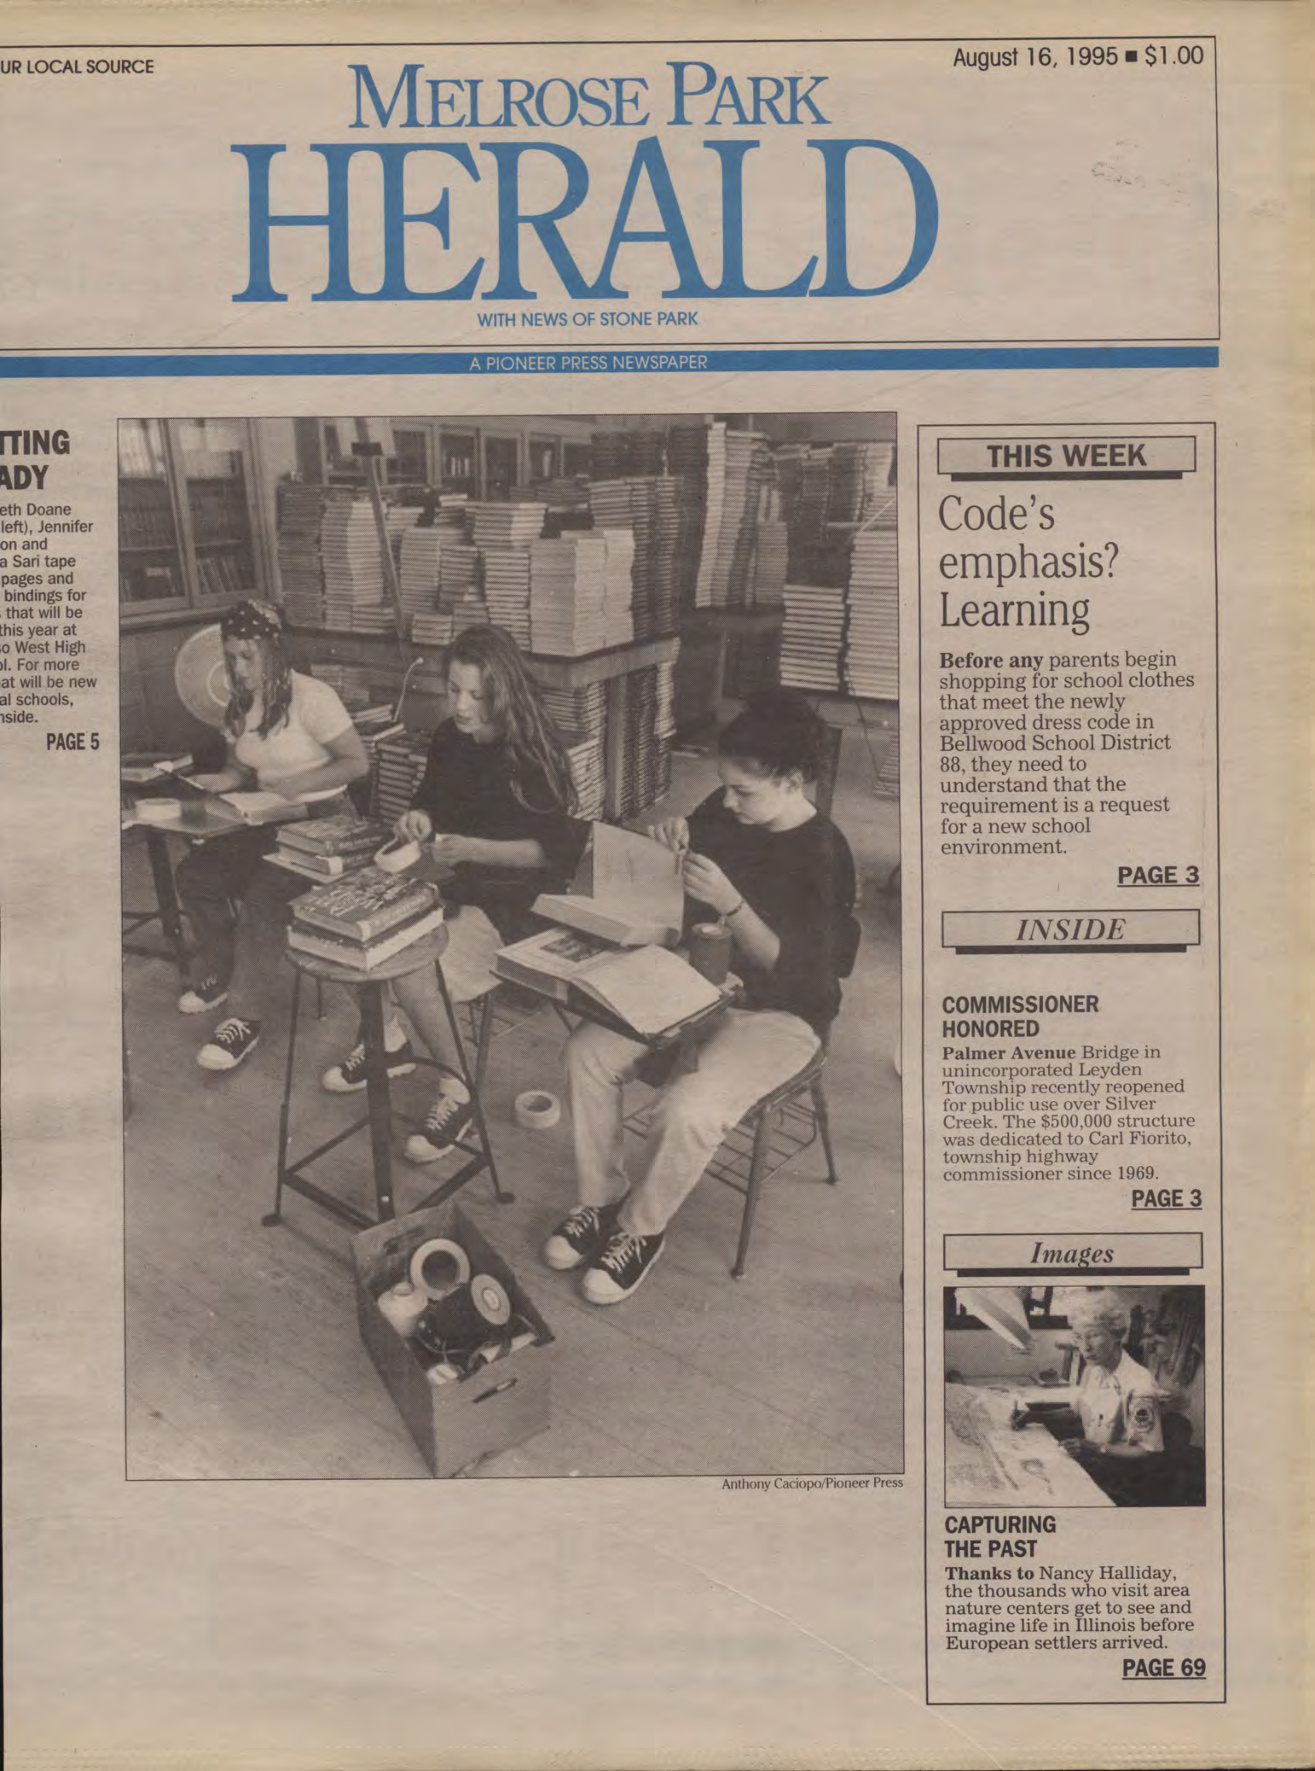 UR LOCAL SOURCE
August 16, 1995 ■ $1.00
MELROSE PARK
HERALD
WITH NEWS OF STONE PARK
A PIONEER PRESS NEWSPAPER
TTING
ADY
eth Doane
left), Jennifer
on and
a Sari tape
pages and
bindings for
that will be
this year at
so West High
ol. For more
at will be new
al schools,
nside.
PAGE 5
Anthony Caciopo/Pioneer Press
THIS WEEK
Code's
emphasis?
Learning
Before any parents begin
shopping for school clothes
that meet the newly
approved dress code in
Bellwood School District
88, they need to
understand that the
requirement is a request
for a new school
environment.
PAGE 3
INSIDE
COMMISSIONER
HONORED
Palmer Avenue Bridge in
unincorporated Leyden
Township recently reopened
for public use over Silver
Creek. The $500,000 structure
was dedicated to Carl Fiorito,
township highway
commissioner since 1969.
PAGE 3
Images
CAPTURING
THE PAST
Thanks to Nancy Halliday,
the thousands who visit area
nature centers get to see and
imagine life in Illinois before
European settlers arrived.
PAGE 69